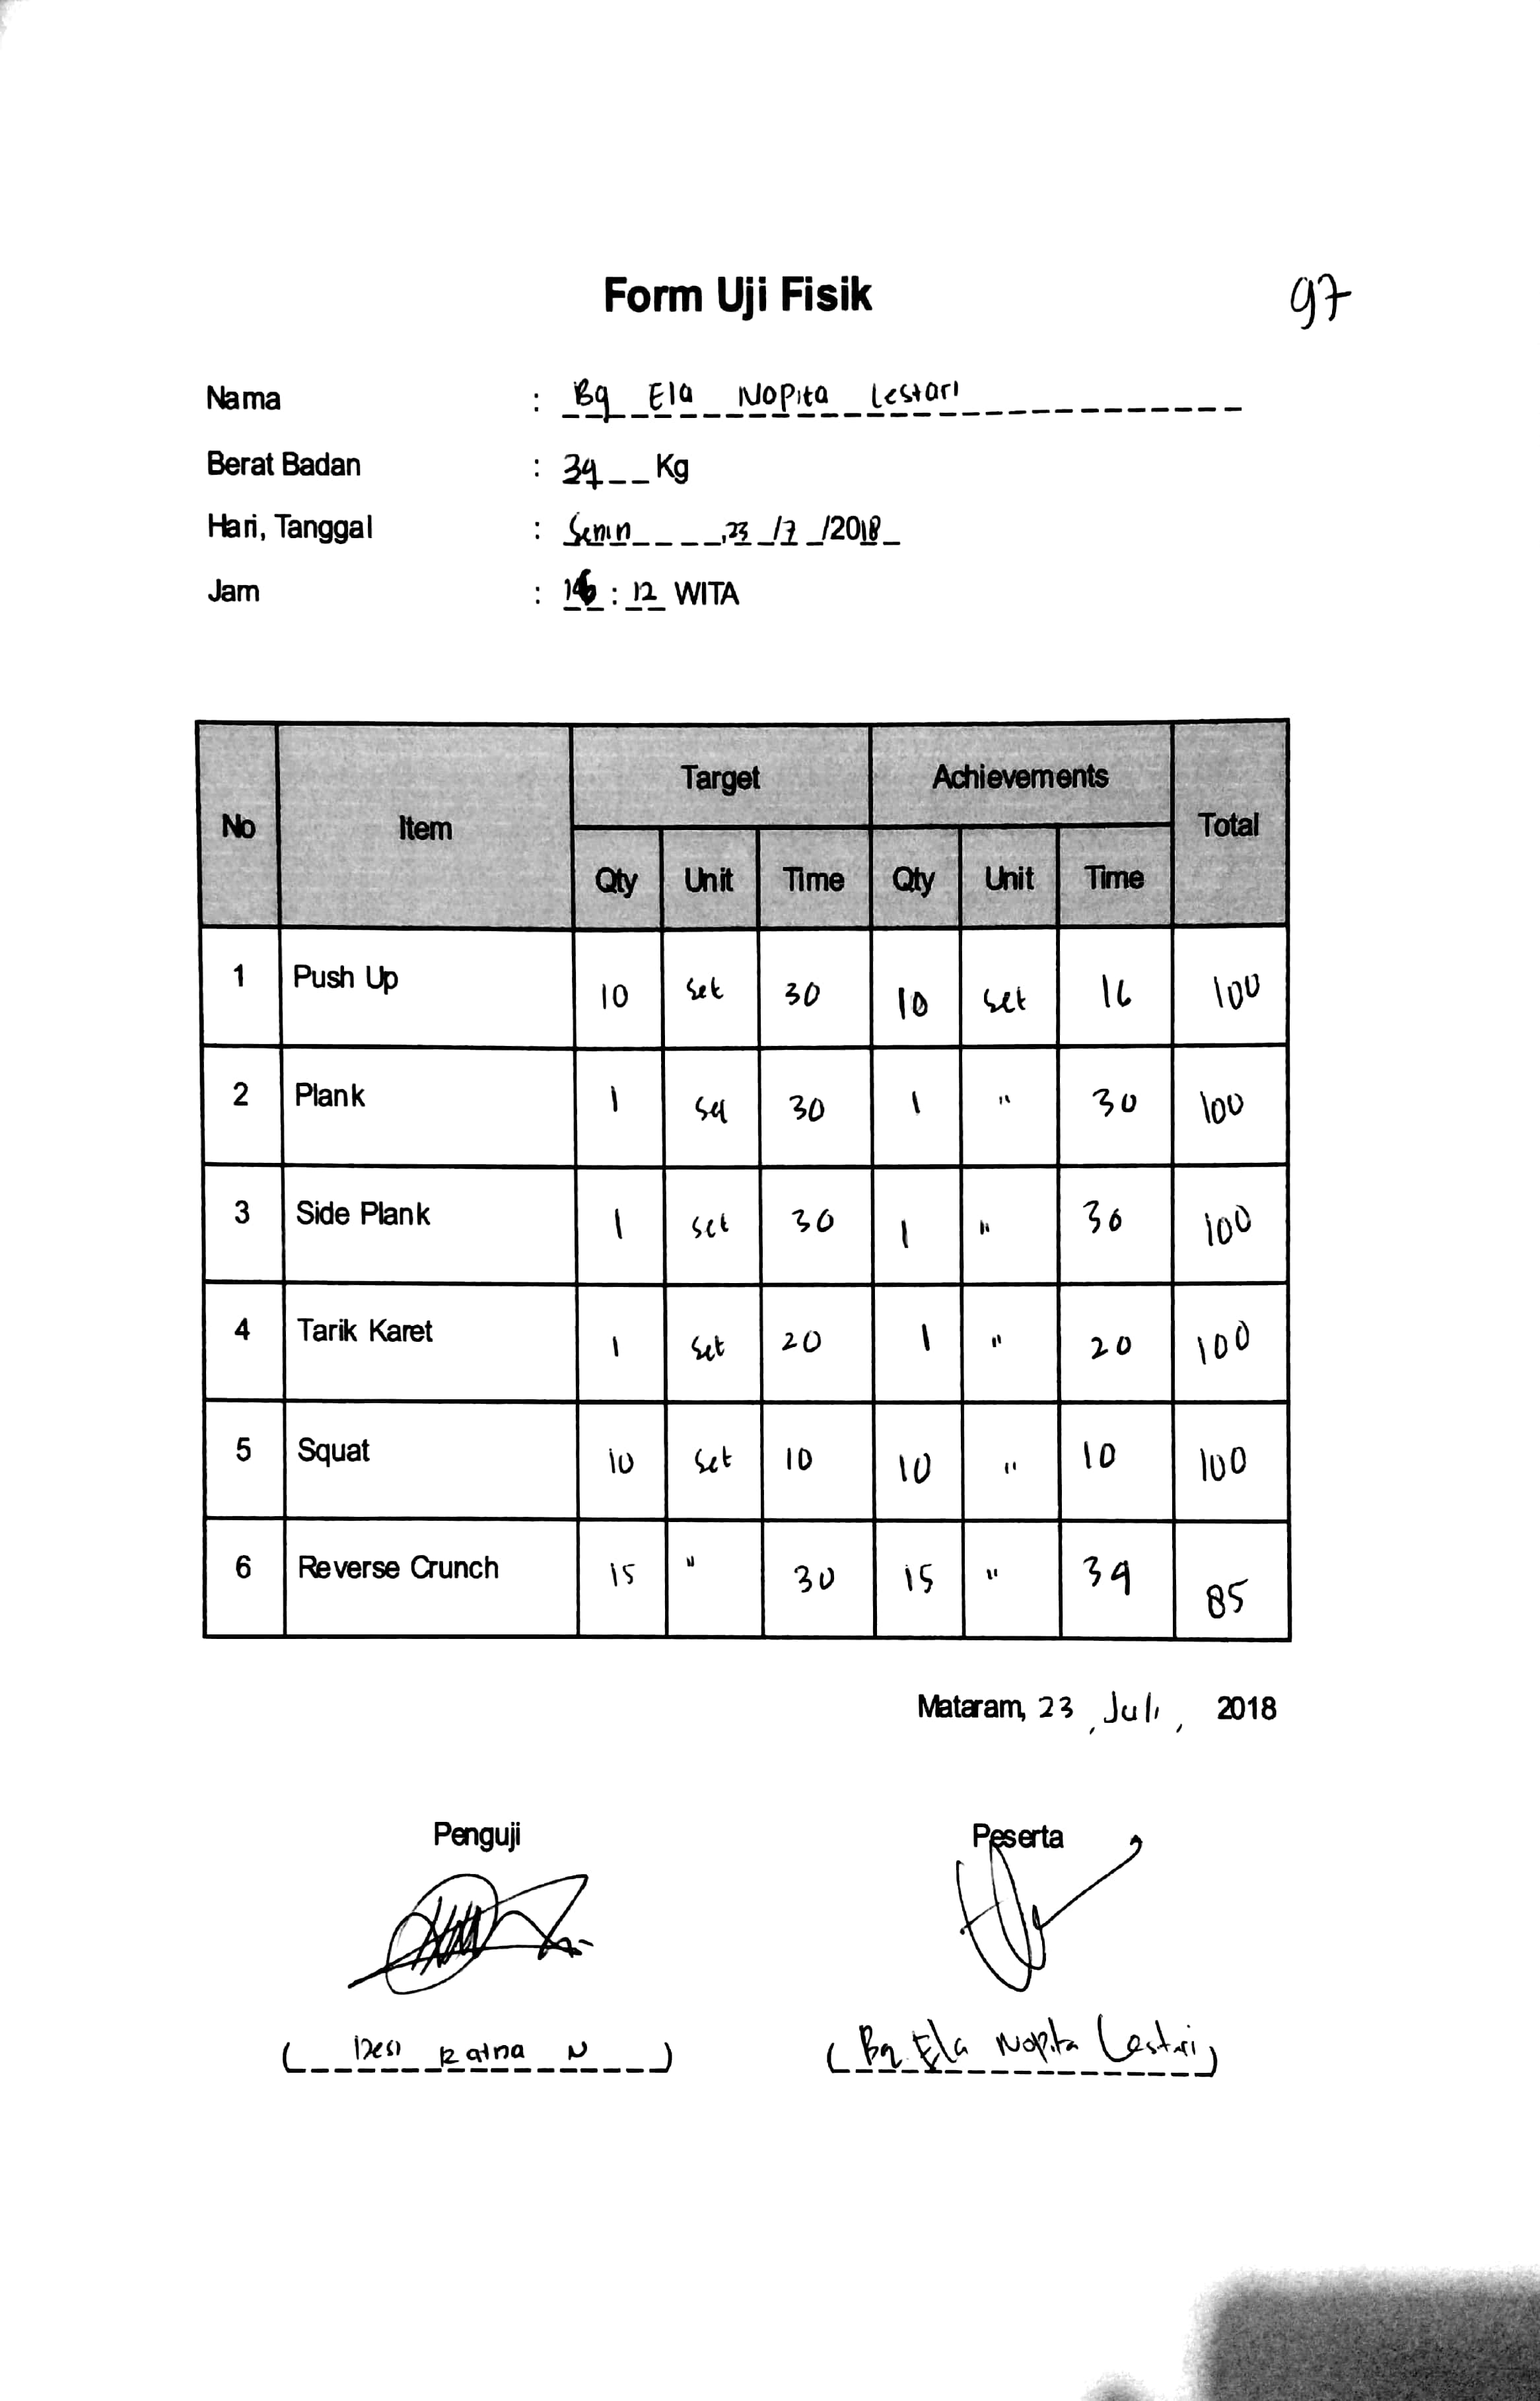 Form Uji Fisik 97
Nama : Bq Ela Nopita Lestari
Berat Badan : 39 Kg
Hari, Tanggal : Senin, 23 /7 /2018
Jam : : 12 WITA
No Item Target Achievements Total
Qty Unit Time Qty Unit Time
1 Push Up 10 set 30 10 set 16 100
2 Plank 1 set 30 1 " 30 100
3 Side Plank 1 set 30 1 " 30 100
4 Tarik Karet 1 set 20 1 " 20 100
5 Squat 10 set 10 10 " 10 100
6 Reverse Crunch 15 " 30 15 " 39 85
Mataram, 23, Juli, 2018
Penguji Peserta
( Desi Ratna N ) ( Bq Ela Nopita Lestari )